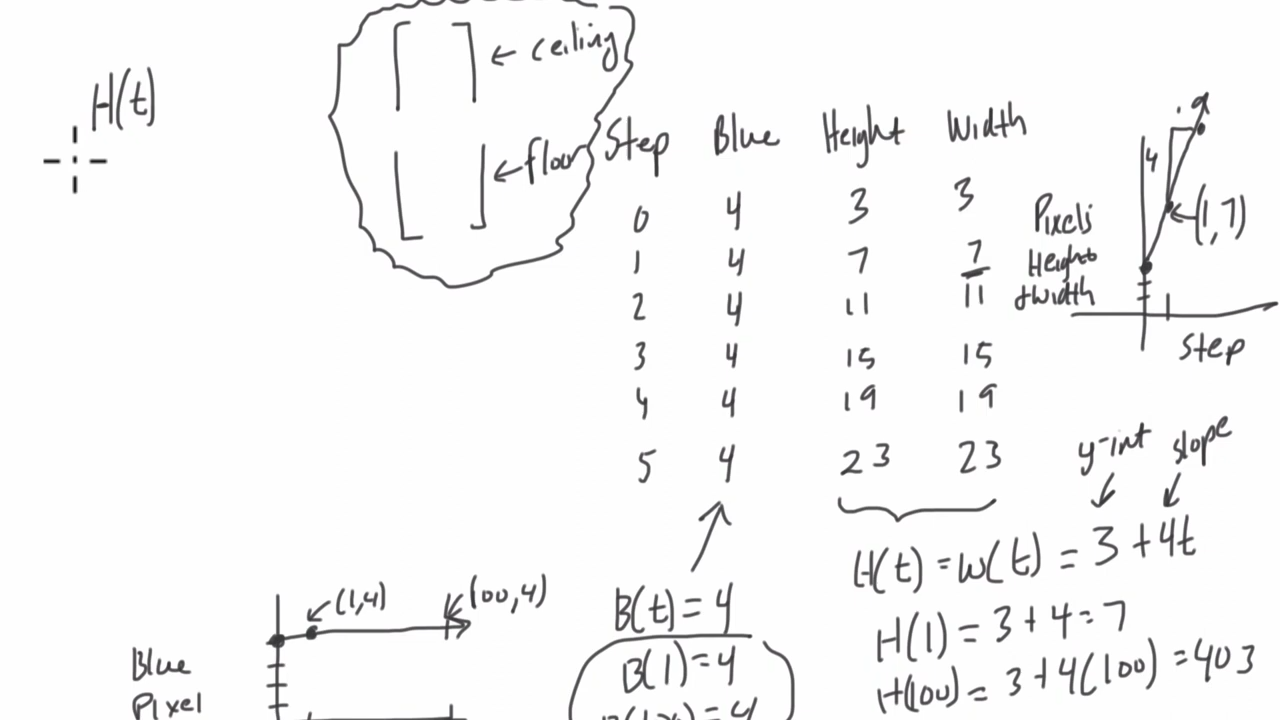 H(t)
⌈ ⌉ ← ceiling
⌊ ⌋ ← floor
Step Blue Height Width
0 4 3 3
1 4 7 7
2 4 11 11
3 4 15 15
4 4 19 19
5 4 23 23
4
(1,7)
Pixels
Height
+width
Step
y-int slope
H(t) = w(t) = 3 + 4t
H(1) = 3 + 4 = 7
H(100) = 3 + 4(100) = 403
B(t) = 4
B(1) = 4
(1,4) (100,4)
Blue
Pixel